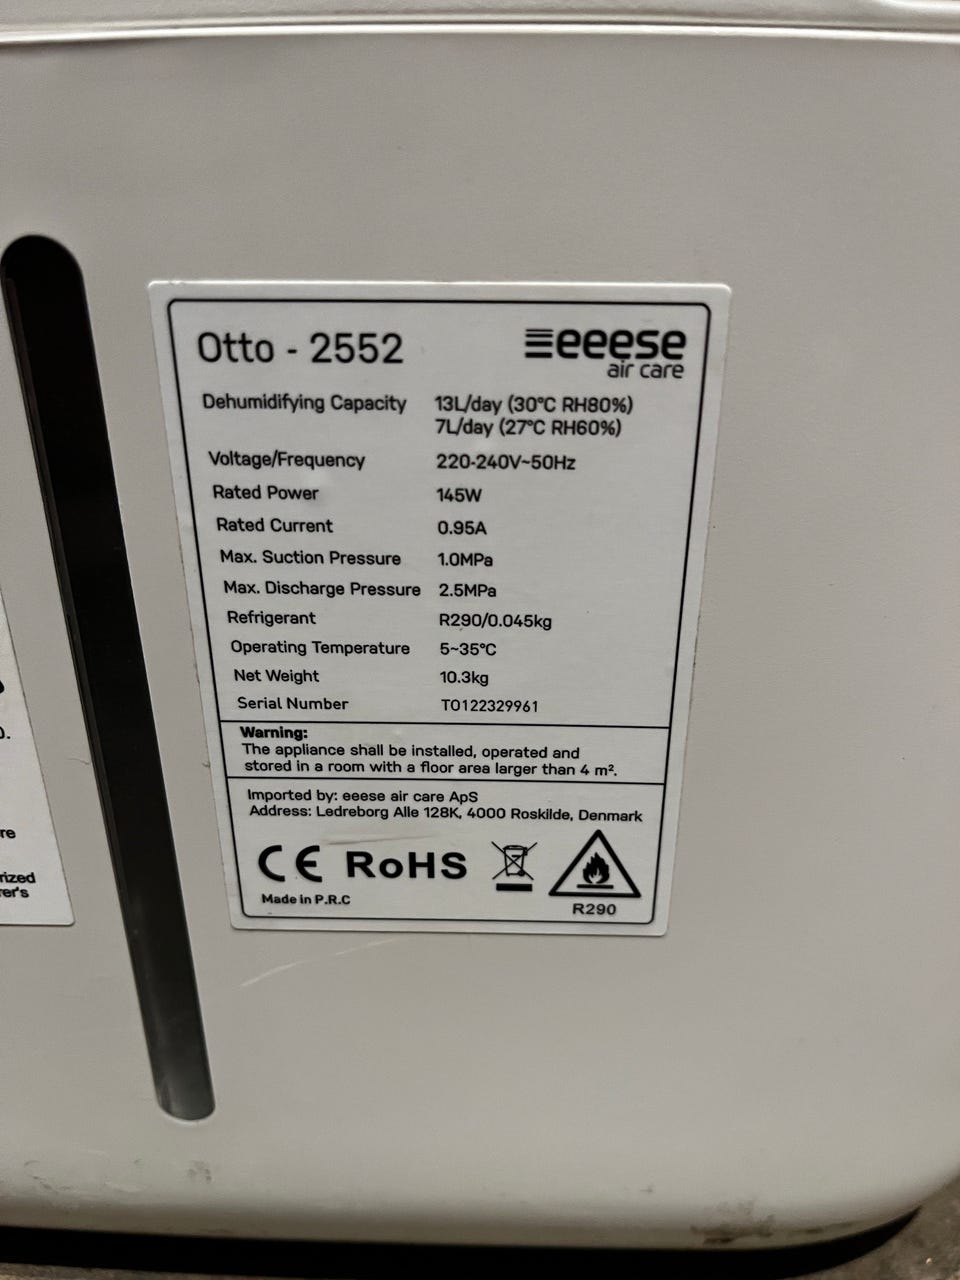 Otto - 2552
eeese
air care
Dehumidifying Capacity 13L/day (30°C RH80%)
7L/day (27°C RH60%)
Voltage/Frequency 220-240V~50Hz
Rated Power 145W
Rated Current 0.95A
Max. Suction Pressure 1.0MPa
Max. Discharge Pressure 2.5MPa
Refrigerant R290/0.045kg
Operating Temperature 5~35°C
Net Weight 10.3kg
Serial Number TO122329961
Warning:
The appliance shall be installed, operated and
stored in a room with a floor area larger than 4 m².
Imported by: eeese air care ApS
Address: Ledreborg Alle 128K, 4000 Roskilde, Denmark
CE RoHS
Made in P.R.C
R290